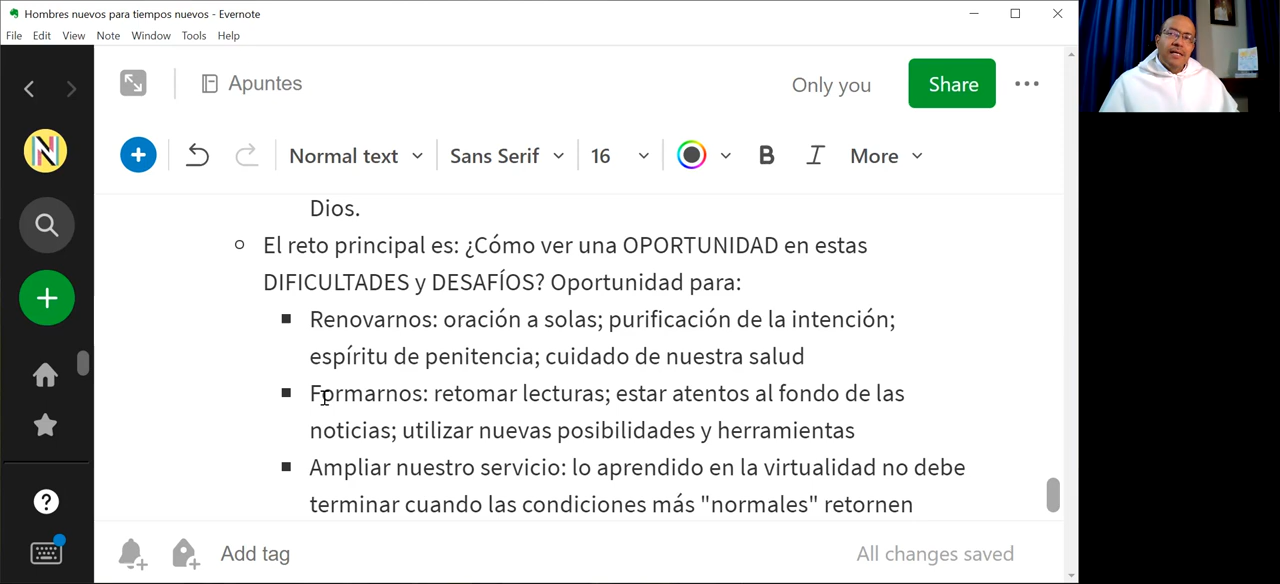 Hombres nuevos para tiempos nuevos - Evernote
File Edit View Note Window Tools Help
Apuntes
Only you
Share
Normal text
Sans Serif
16
B
I
More
Dios.
El reto principal es: ¿Cómo ver una OPORTUNIDAD en estas
DIFICULTADES y DESAFÍOS? Oportunidad para:
Renovarnos: oración a solas; purificación de la intención;
espíritu de penitencia; cuidado de nuestra salud
Formarnos: retomar lecturas; estar atentos al fondo de las
noticias; utilizar nuevas posibilidades y herramientas
Ampliar nuestro servicio: lo aprendido en la virtualidad no debe
terminar cuando las condiciones más "normales" retornen
Add tag
All changes saved